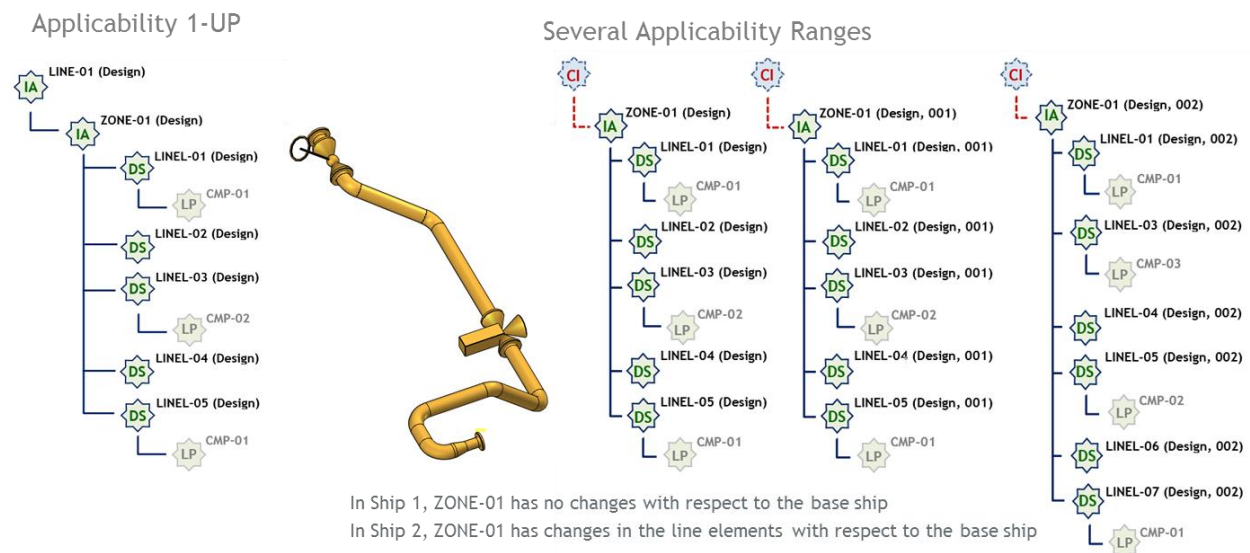 Applicability 1-UP
IA
LINE-01 (Design)
IA
ZONE-01 (Design)
DS
LINEL-01 (Design)
LP
CMP-01
DS
LINEL-02 (Design)
DS
LINEL-03 (Design)
LP
CMP-02
DS
LINEL-04 (Design)
DS
LINEL-05 (Design)
LP
CMP-01
Several Applicability Ranges
CI
IA
ZONE-01 (Design)
DS
LINEL-01 (Design)
LP
CMP-01
DS
LINEL-02 (Design)
DS
LINEL-03 (Design)
LP
CMP-02
DS
LINEL-04 (Design)
DS
LINEL-05 (Design)
LP
CMP-01
CI
IA
ZONE-01 (Design, 001)
DS
LINEL-01 (Design, 001)
LP
CMP-01
DS
LINEL-02 (Design, 001)
DS
LINEL-03 (Design, 001)
LP
CMP-02
DS
LINEL-04 (Design, 001)
DS
LINEL-05 (Design, 001)
LP
CMP-01
CI
IA
ZONE-01 (Design, 002)
DS
LINEL-01 (Design, 002)
LP
CMP-01
DS
LINEL-03 (Design, 002)
LP
CMP-03
DS
LINEL-04 (Design, 002)
DS
LINEL-05 (Design, 002)
LP
CMP-02
DS
LINEL-06 (Design, 002)
DS
LINEL-07 (Design, 002)
LP
CMP-01
In Ship 1, ZONE-01 has no changes with respect to the base ship
In Ship 2, ZONE-01 has changes in the line elements with respect to the base ship